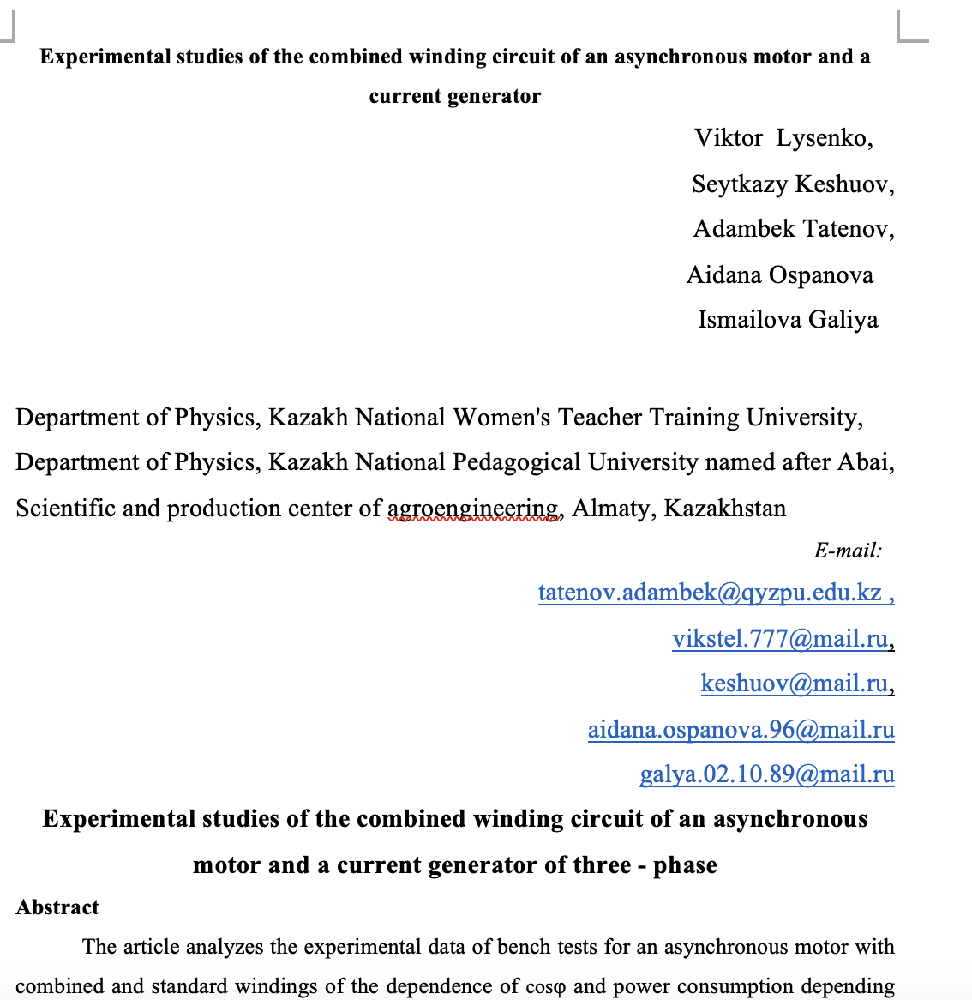 Experimental studies of the combined winding circuit of an asynchronous motor and a
current generator
Viktor Lysenko,
Seytkazy Keshuov,
Adambek Tatenov,
Aidana Ospanova
Ismailova Galiya
Department of Physics, Kazakh National Women's Teacher Training University,
Department of Physics, Kazakh National Pedagogical University named after Abai,
Scientific and production center of agroengineering, Almaty, Kazakhstan
E-mail:
tatenov.adambek@qyzpu.edu.kz ,
vikstel.777@mail.ru,
keshuov@mail.ru,
aidana.ospanova.96@mail.ru
galya.02.10.89@mail.ru
Experimental studies of the combined winding circuit of an asynchronous
motor and a current generator of three - phase
Abstract
The article analyzes the experimental data of bench tests for an asynchronous motor with
combined and standard windings of the dependence of cosφ and power consumption depending